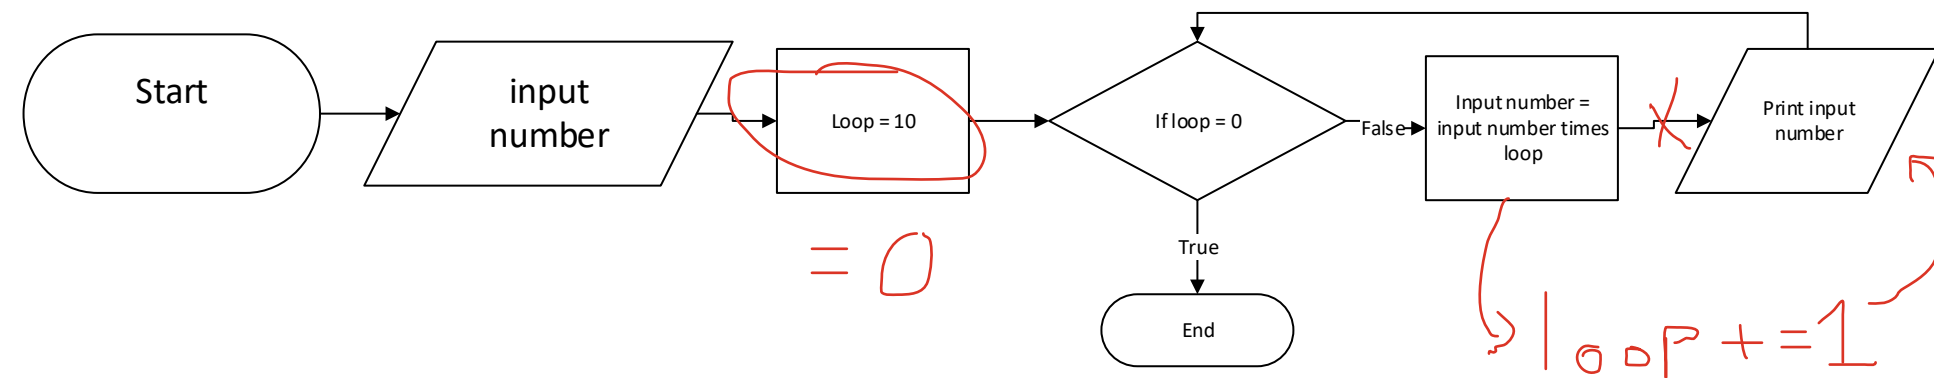 Start
input
number
Loop = 10
If loop = 0
False
Input number =
input number times
loop
Print input
number
= 0
True
End
loop +=1